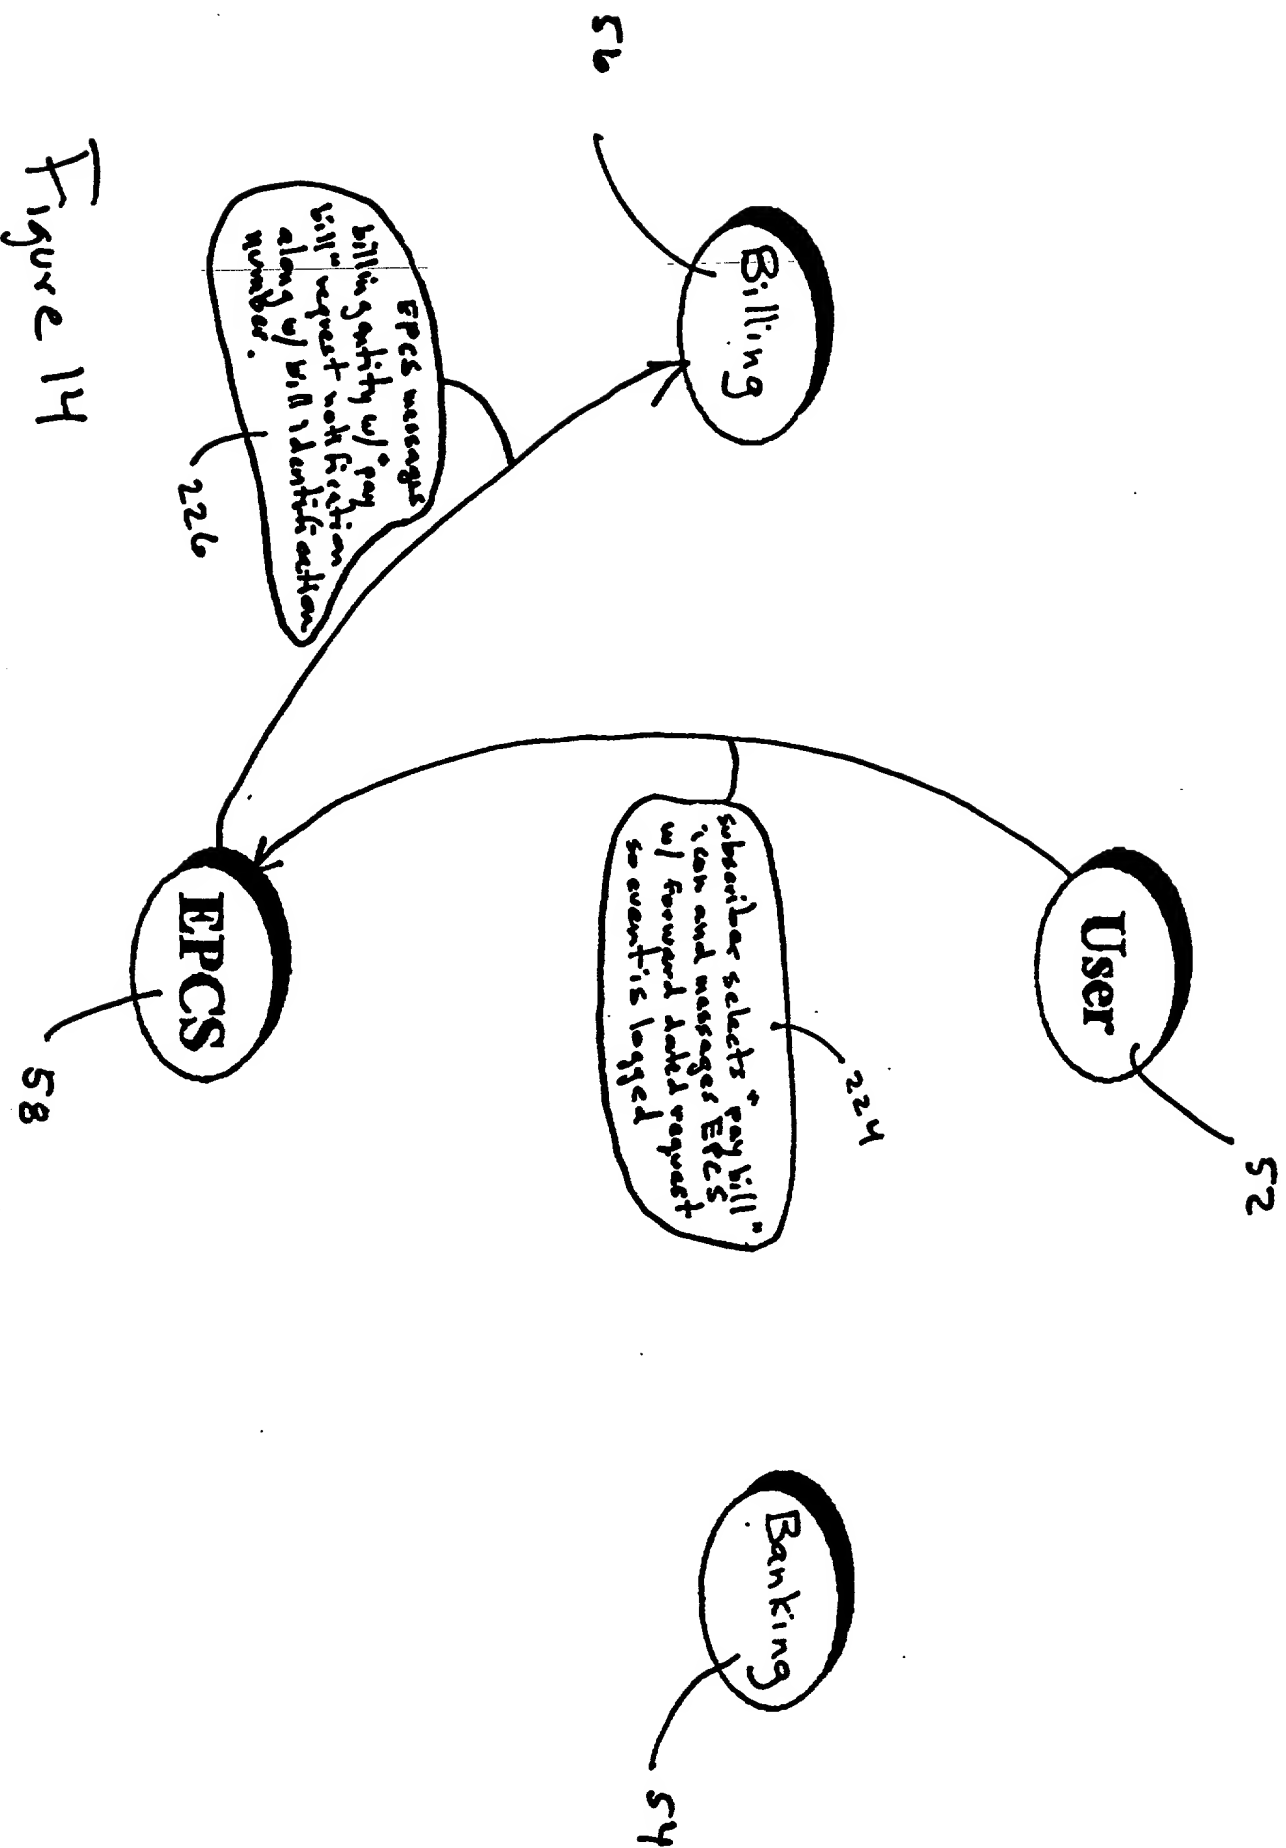 52
User
224
subscriber selects "pay bill"
icon and messages EPCS
w/ forward dated request
so event is logged
56
Billing
Banking
54
EPCS messages
billing entity w/ "pay
bill" request notification
along w/ bill identification
number.
226
EPCS
58
Figure 14